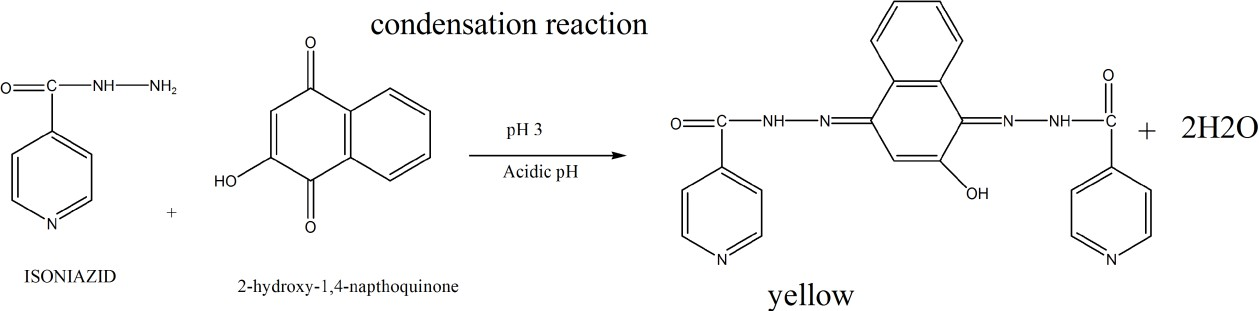 condensation reaction
O C NH NH₂
N
ISONIAZID
+
O
HO
O
2-hydroxy-1,4-napthoquinone
pH 3
Acidic pH
O C NH N N NH C O
OH
N N
+ 2H2O
yellow